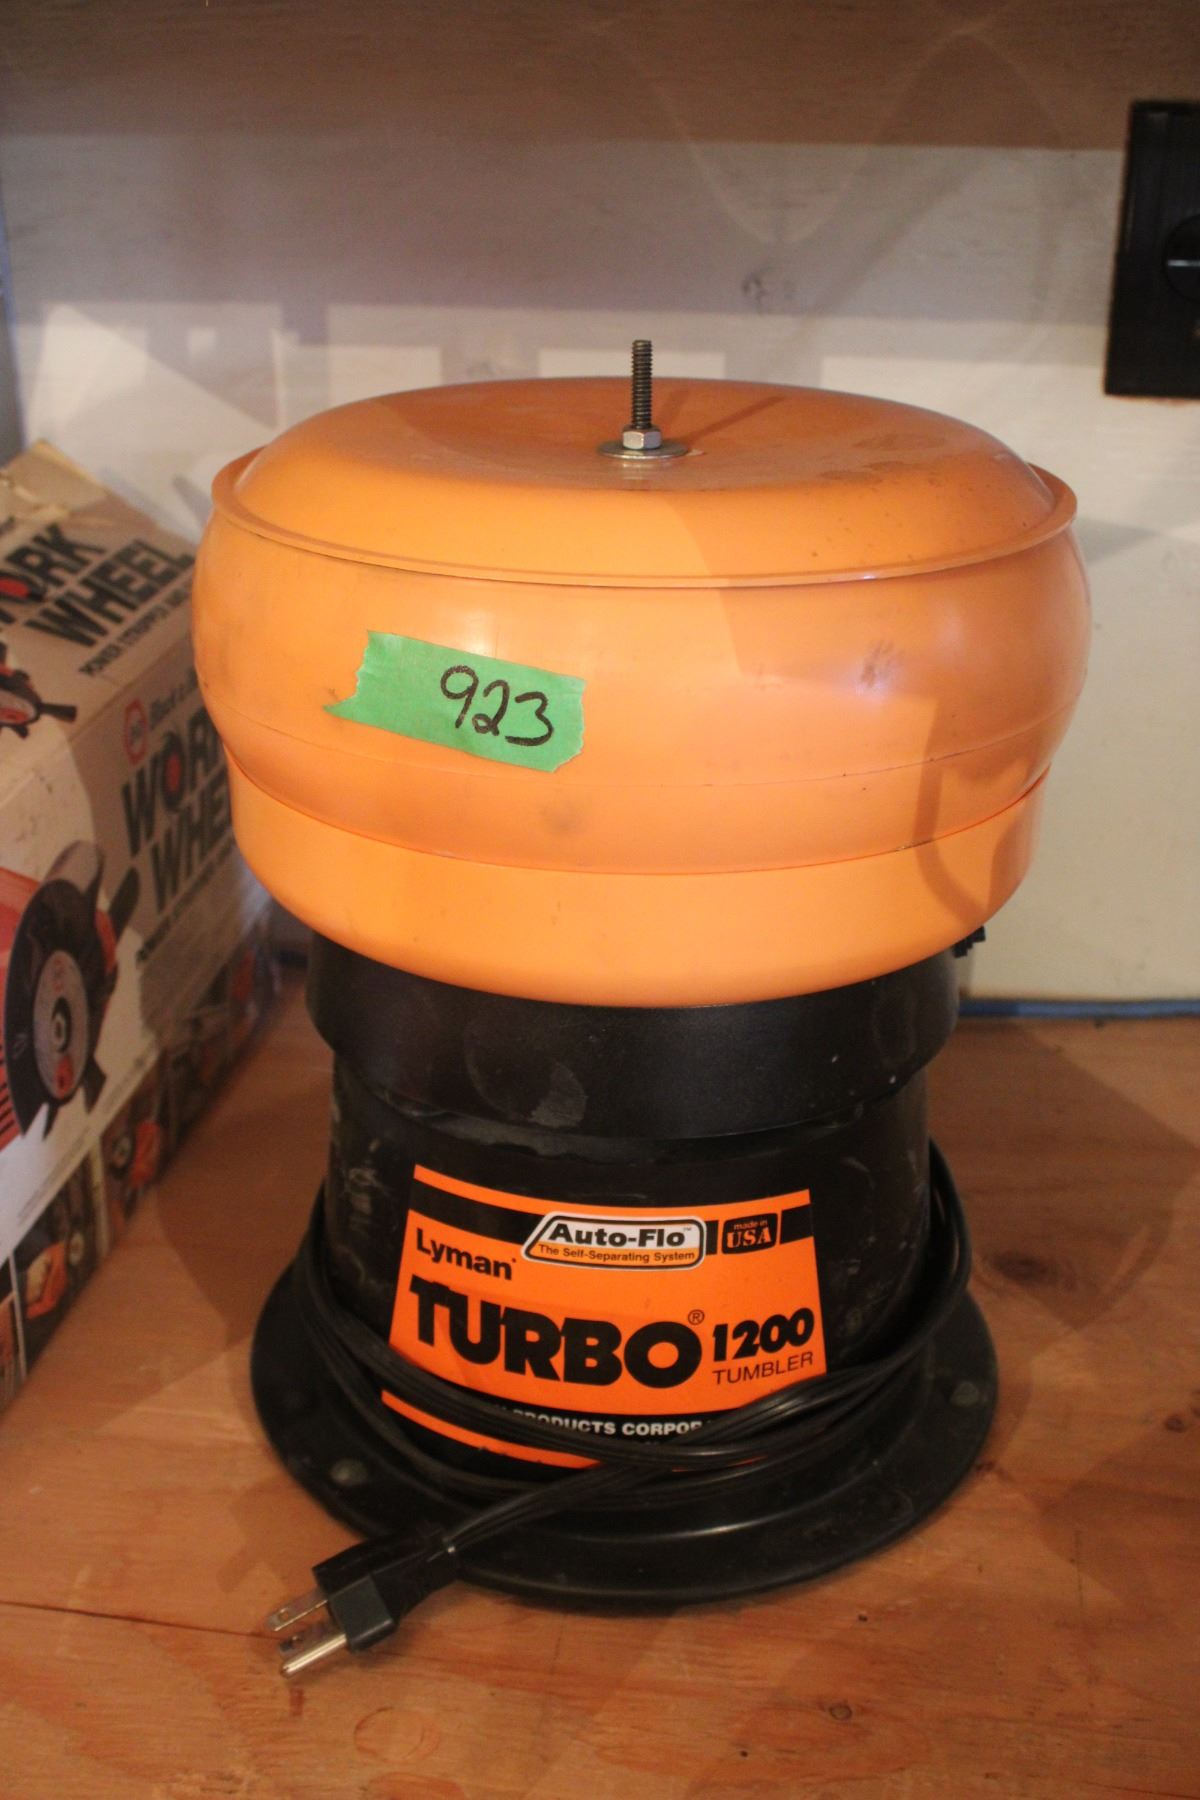 923
Auto-Flo™
The Self-Separating System
made in
USA
Lyman®
TURBO® 1200
TUMBLER
PRODUCTS CORPOR
WORK
WHEEL
WORK
WHEEL